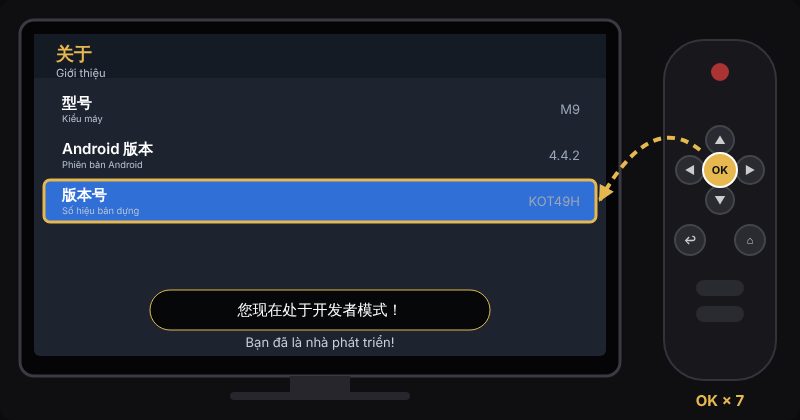 关于
Giới thiệu
型号
Kiểu máy
M9
Android 版本
Phiên bản Android
4.4.2
版本号
Số hiệu bản dựng
KOT49H
您现在处于开发者模式！
Bạn đã là nhà phát triển!
OK
OK × 7